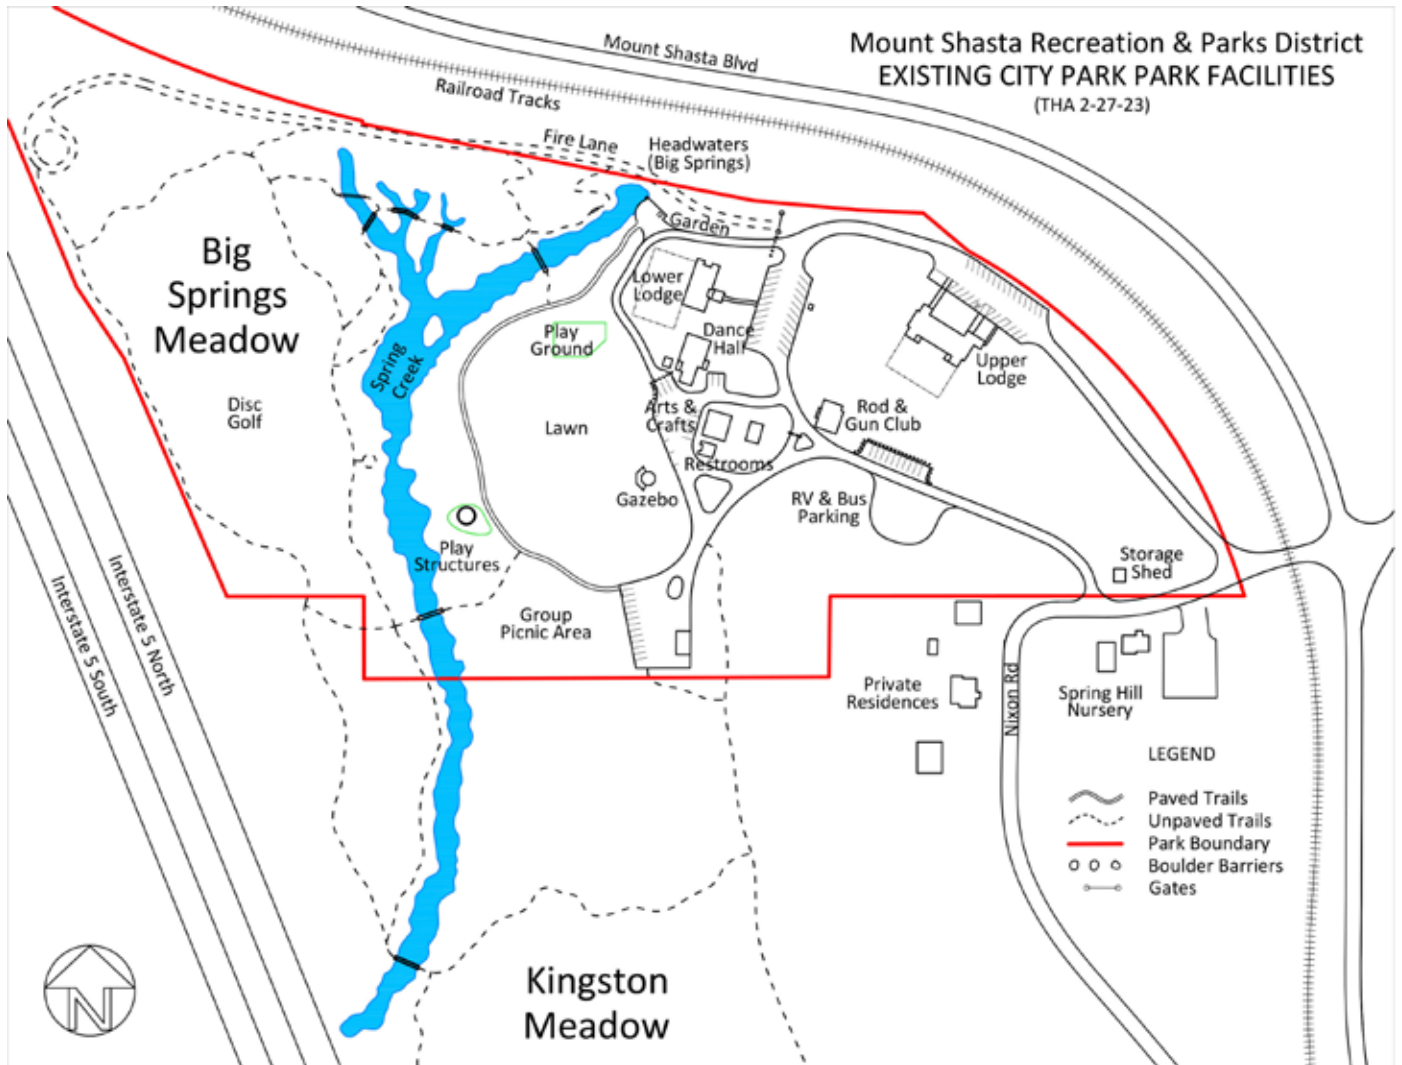 Mount Shasta Recreation & Parks District
EXISTING CITY PARK PARK FACILITIES
(THA 2-27-23)
Mount Shasta Blvd
Railroad Tracks
Fire Lane
Headwaters
(Big Springs)
Garden
Big
Springs
Meadow
Lower
Lodge
Play
Ground
Dance
Hall
Upper
Lodge
Spring
Creek
Disc
Golf
Lawn
Arts &
Crafts
Rod &
Gun Club
Restrooms
Gazebo
RV & Bus
Parking
Play
Structures
Storage
Shed
Group
Picnic Area
Interstate 5 North
Interstate 5 South
Private
Residences
Nixon Rd
Spring Hill
Nursery
LEGEND
Paved Trails
Unpaved Trails
Park Boundary
Boulder Barriers
Gates
Kingston
Meadow
N